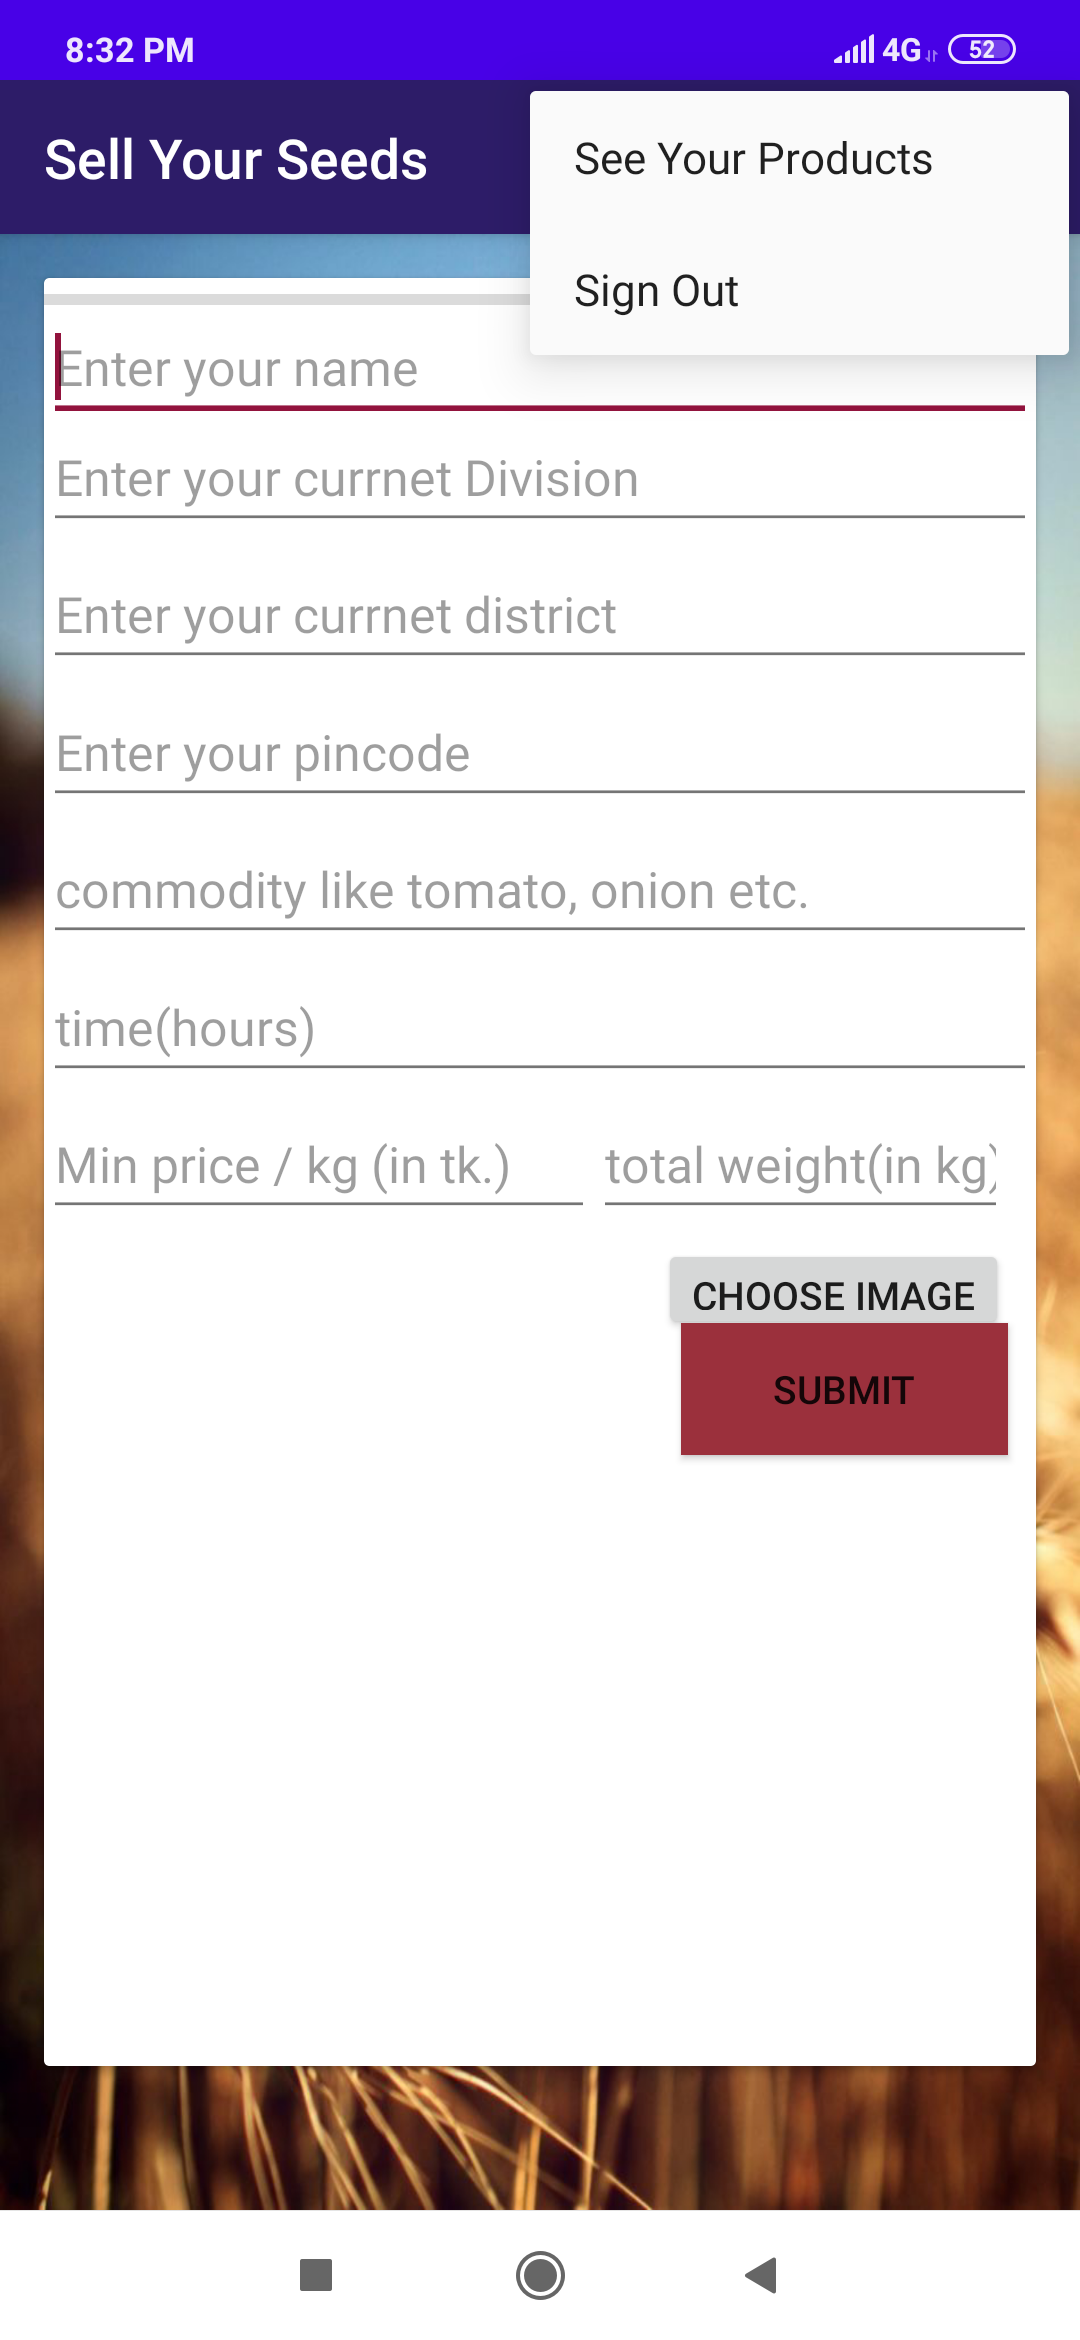 8:32 PM 4G 52
Sell Your Seeds
See Your Products
Sign Out
Enter your name
Enter your currnet Division
Enter your currnet district
Enter your pincode
commodity like tomato, onion etc.
time(hours)
Min price / kg (in tk.) total weight(in kg)
CHOOSE IMAGE
SUBMIT